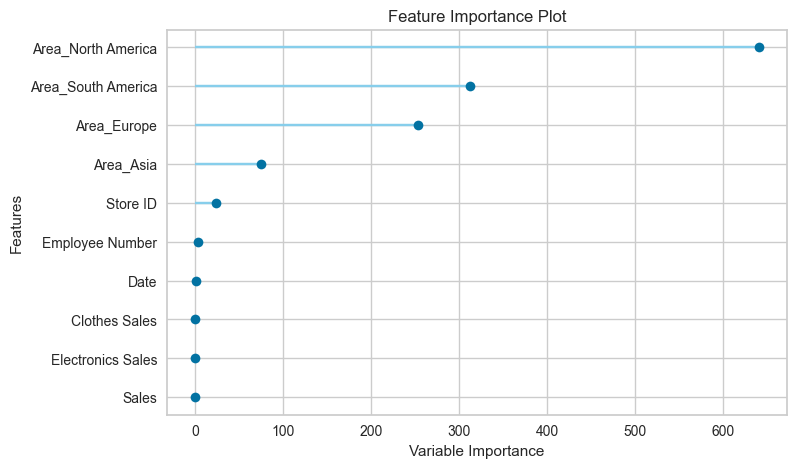 Feature Importance Plot
Features
Area_North America
Area_South America
Area_Europe
Area_Asia
Store ID
Employee Number
Date
Clothes Sales
Electronics Sales
Sales
0 100 200 300 400 500 600
Variable Importance